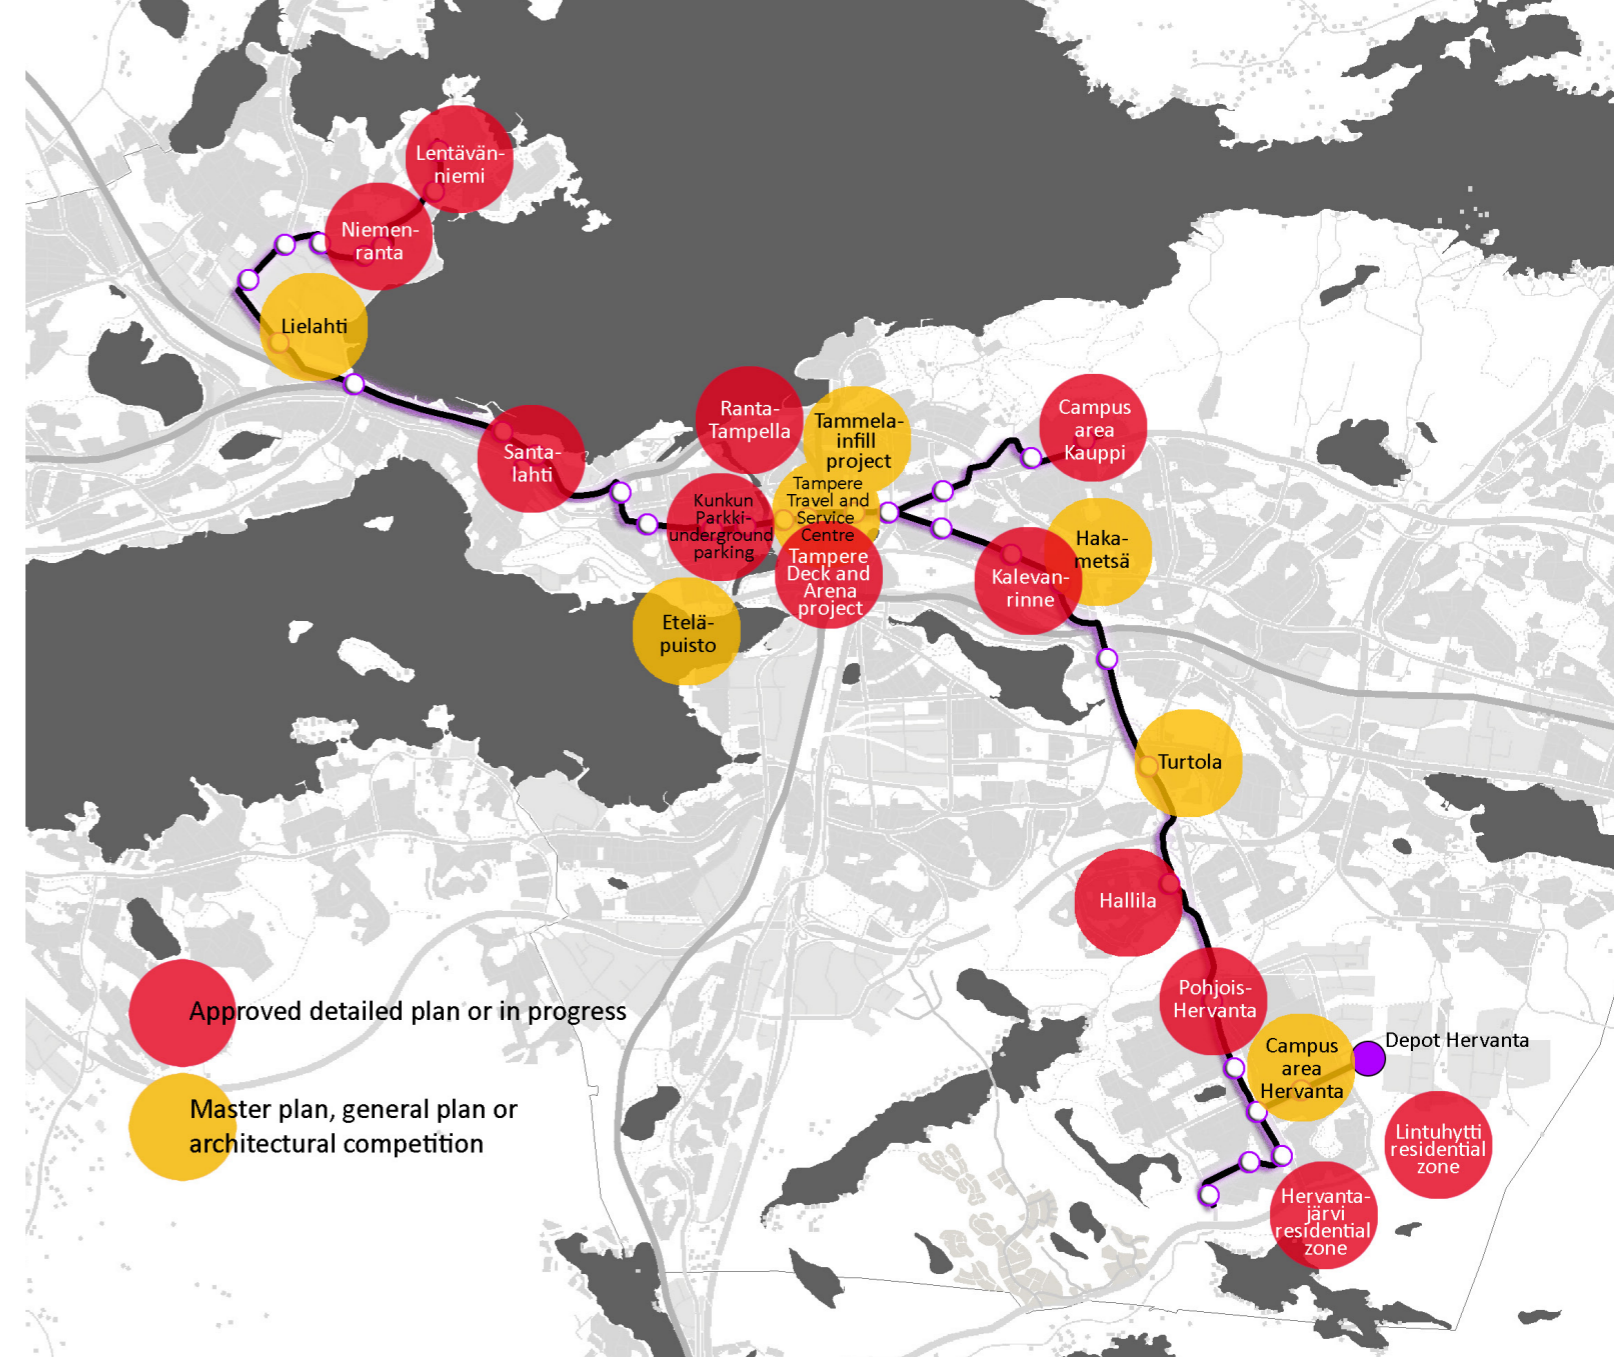 Lentävän-
niemi
Niemen-
ranta
Lielahti
Santa-
lahti
Ranta-
Tampella
Tammela-
infill
project
Campus
area
Kauppi
Kunkun
Parkki-
underground
parking
Tampere
Travel and
Service
Centre
Tampere
Deck and
Arena
project
Haka-
metsä
Kalevan-
rinne
Etelä-
puisto
Turtola
Hallila
Pohjois-
Hervanta
Campus
area
Hervanta
Depot Hervanta
Lintuhytti
residential
zone
Hervanta-
järvi
residential
zone
Approved detailed plan or in progress
Master plan, general plan or
architectural competition